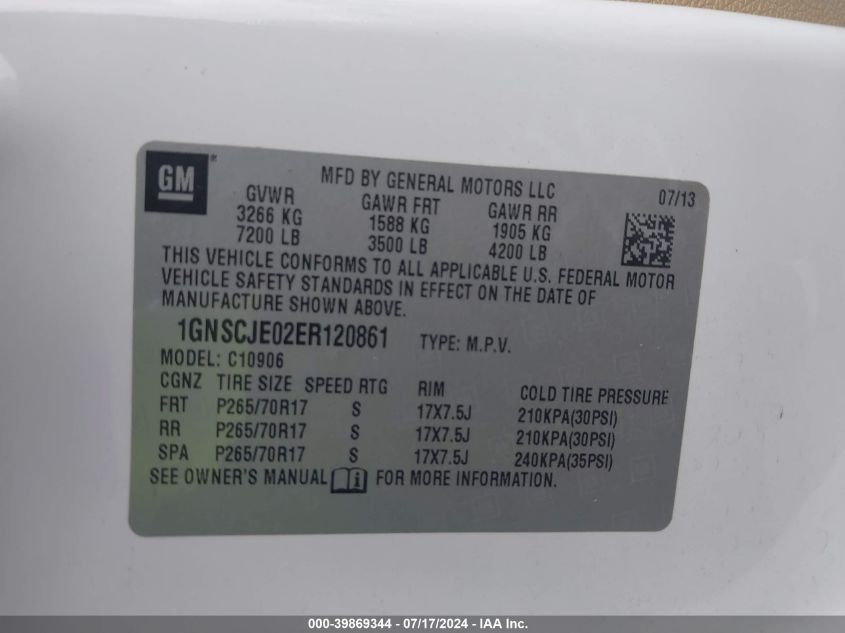 GM
MFD BY GENERAL MOTORS LLC
07/13
GVWR GAWR FRT GAWR RR
3266 KG 1588 KG 1905 KG
7200 LB 3500 LB 4200 LB
THIS VEHICLE CONFORMS TO ALL APPLICABLE U.S. FEDERAL MOTOR
VEHICLE SAFETY STANDARDS IN EFFECT ON THE DATE OF
MANUFACTURE SHOWN ABOVE.
1GNSCJE02ER120861 TYPE: M.P.V.
MODEL: C10906
CGNZ TIRE SIZE SPEED RTG RIM COLD TIRE PRESSURE
FRT P265/70R17 S 17X7.5J 210KPA(30PSI)
RR P265/70R17 S 17X7.5J 210KPA(30PSI)
SPA P265/70R17 S 17X7.5J 240KPA(35PSI)
SEE OWNER'S MANUAL FOR MORE INFORMATION.
000-39869344 - 07/17/2024 - IAA Inc.